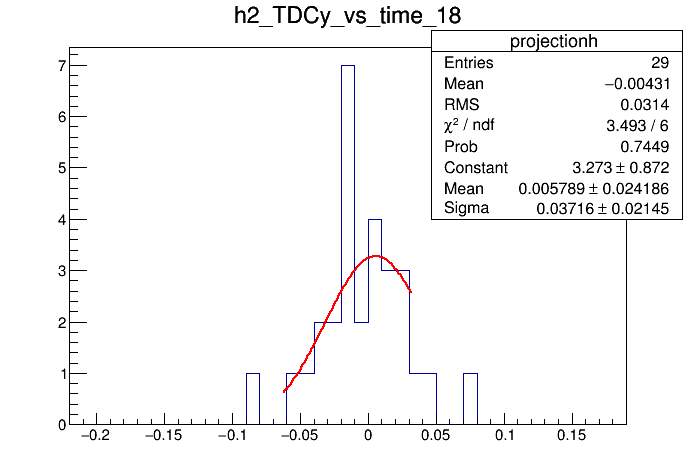 h2_TDCy_vs_time_18
projectionh
Entries 29
Mean −0.00431
RMS 0.0314
χ² / ndf 3.493 / 6
Prob 0.7449
Constant 3.273 ± 0.872
Mean 0.005789 ± 0.024186
Sigma 0.03716 ± 0.02145
7
6
5
4
3
2
1
0
−0.2 −0.15 −0.1 −0.05 0 0.05 0.1 0.15